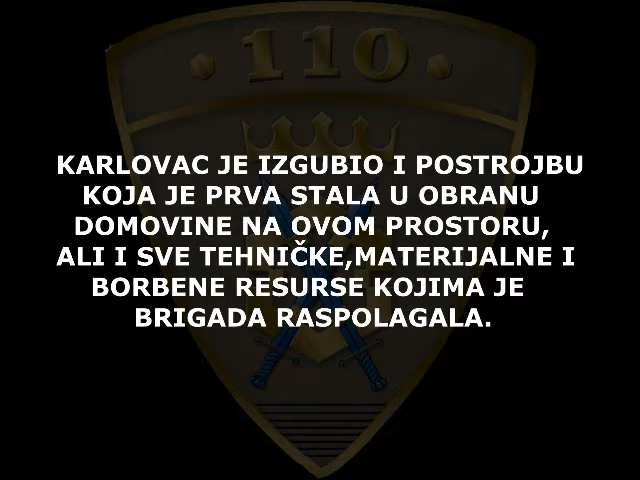 · 110 ·
KARLOVAC JE IZGUBIO I POSTROJBU
KOJA JE PRVA STALA U OBRANU
DOMOVINE NA OVOM PROSTORU,
ALI I SVE TEHNIČKE,MATERIJALNE I
BORBENE RESURSE KOJIMA JE
BRIGADA RASPOLAGALA.